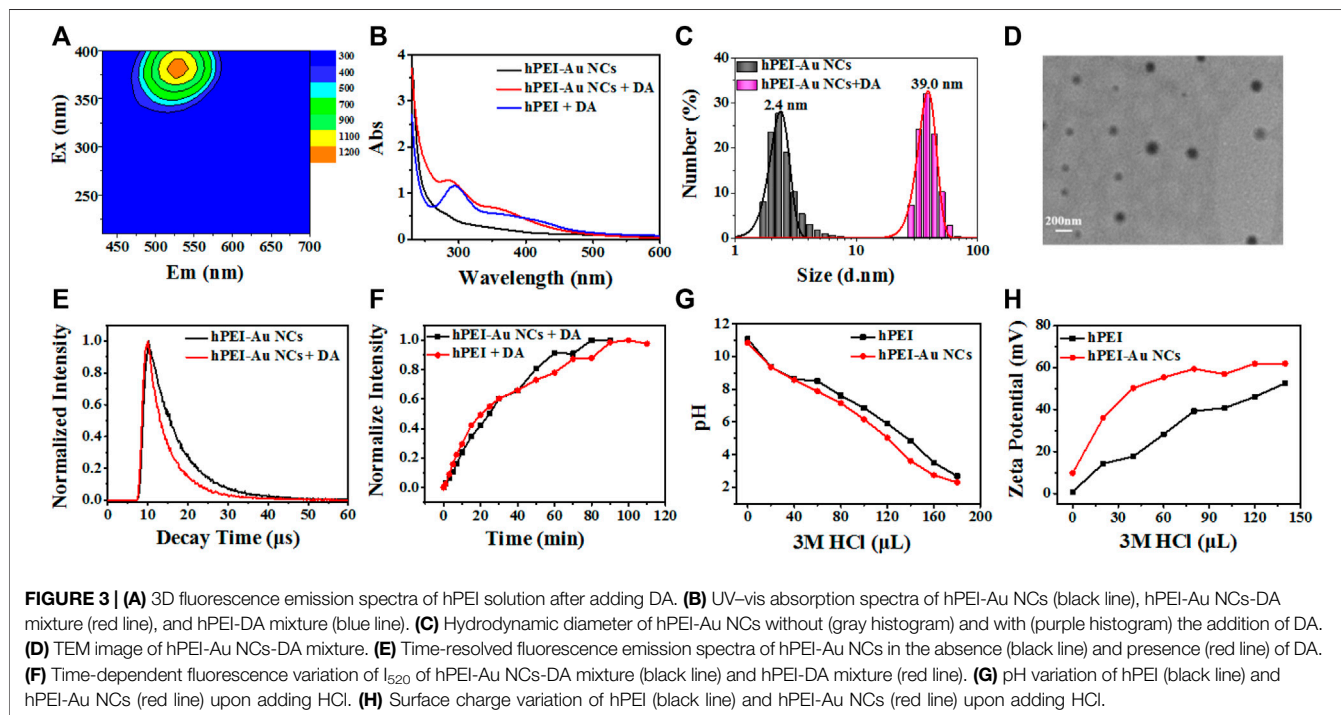 A
400
350
300
250
Ex (nm)
450 500 550 600 650 700
Em (nm)
300
400
500
700
900
1100
1200
B
hPEI-Au NCs
hPEI-Au NCs + DA
hPEI + DA
4
3
2
1
0
Abs
300 400 500 600
Wavelength (nm)
C
hPEI-Au NCs
hPEI-Au NCs+DA
2.4 nm
39.0 nm
40
30
20
10
0
Number (%)
1 10 100
Size (d.nm)
D
200nm
E
hPEI-Au NCs
hPEI-Au NCs + DA
1.0
0.8
0.6
0.4
0.2
0.0
Normalized Intensity
0 10 20 30 40 50 60
Decay Time (μs)
F
hPEI-Au NCs + DA
hPEI + DA
1.0
0.8
0.6
0.4
0.2
0.0
Normalize Intensity
0 20 40 60 80 100 120
Time (min)
G
hPEI
hPEI-Au NCs
12
10
8
6
4
2
pH
0 40 80 120 160 200
3M HCl (μL)
H
hPEI
hPEI-Au NCs
80
60
40
20
0
Zeta Potential (mV)
0 30 60 90 120 150
3M HCl (μL)
FIGURE 3 | (A) 3D fluorescence emission spectra of hPEI solution after adding DA. (B) UV–vis absorption spectra of hPEI-Au NCs (black line), hPEI-Au NCs-DA
mixture (red line), and hPEI-DA mixture (blue line). (C) Hydrodynamic diameter of hPEI-Au NCs without (gray histogram) and with (purple histogram) the addition of DA.
(D) TEM image of hPEI-Au NCs-DA mixture. (E) Time-resolved fluorescence emission spectra of hPEI-Au NCs in the absence (black line) and presence (red line) of DA.
(F) Time-dependent fluorescence variation of I520 of hPEI-Au NCs-DA mixture (black line) and hPEI-DA mixture (red line). (G) pH variation of hPEI (black line) and
hPEI-Au NCs (red line) upon adding HCl. (H) Surface charge variation of hPEI (black line) and hPEI-Au NCs (red line) upon adding HCl.